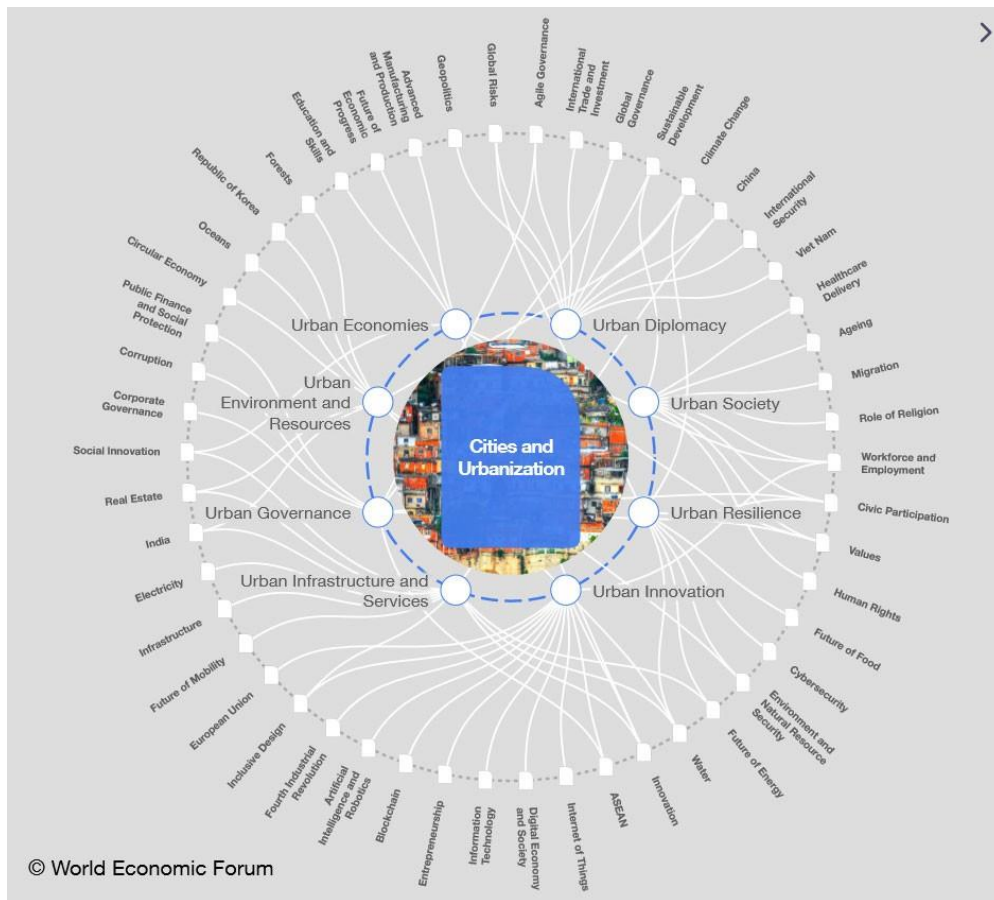 Global Risks
Agile Governance
International
Trade and
Investment
Global
Governance
Sustainable
Development
Climate Change
China
International
Security
Viet Nam
Healthcare
Delivery
Ageing
Migration
Role of Religion
Workforce and
Employment
Civic Participation
Values
Human Rights
Future of Food
Cybersecurity
Environment and
Natural Resource
Security
Future of Energy
Water
Innovation
ASEAN
Internet of Things
Digital Economy
and Society
Information
Technology
Entrepreneurship
Blockchain
Artificial
Intelligence and
Robotics
Fourth Industrial
Revolution
Inclusive Design
European Union
Future of Mobility
Infrastructure
Electricity
India
Real Estate
Social Innovation
Corporate
Governance
Corruption
Public Finance
and Social
Protection
Circular Economy
Oceans
Republic of Korea
Forests
Education and
Skills
Future of
Economic
Progress
Advanced
Manufacturing
and Production
Geopolitics
Urban Economies
Urban Diplomacy
Urban
Environment and
Resources
Urban Society
Cities and
Urbanization
Urban Governance
Urban Resilience
Urban Infrastructure and
Services
Urban Innovation
© World Economic Forum